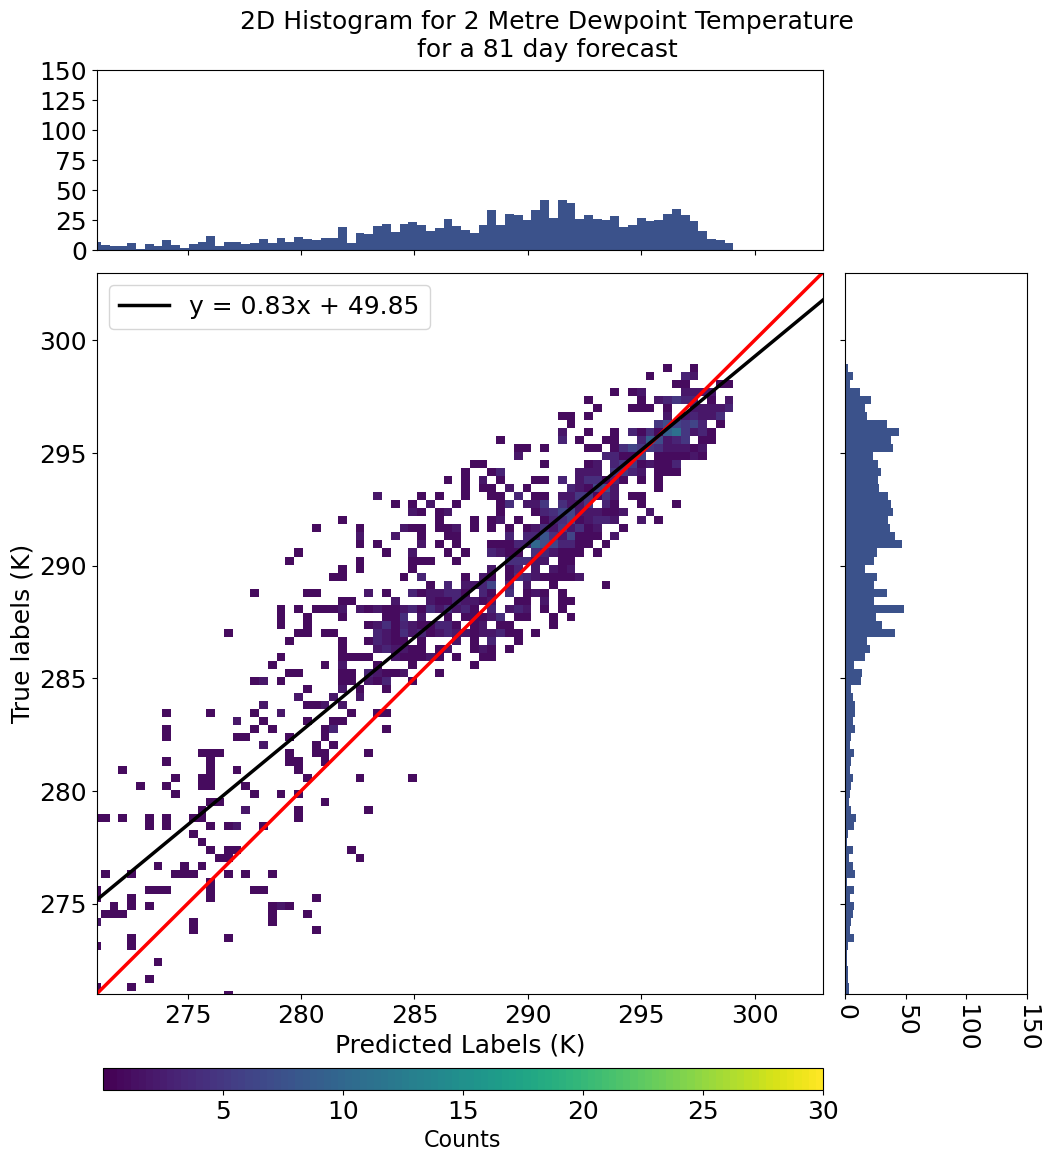 2D Histogram for 2 Metre Dewpoint Temperature
for a 81 day forecast
150
125
100
75
50
25
0
y = 0.83x + 49.85
300
295
290
285
280
275
True labels (K)
275 280 285 290 295 300
Predicted Labels (K)
0 50 100 150
5 10 15 20 25 30
Counts